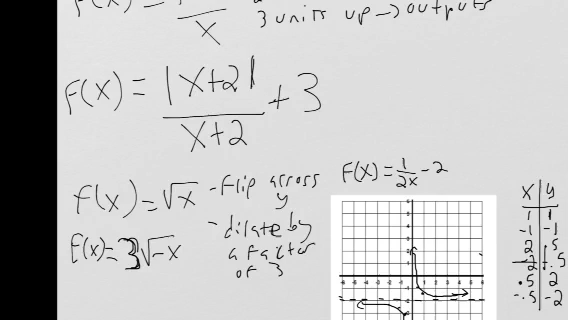 F(x) =
x
3 units up → outputs
F(x) = |x+2| / x+2 + 3
f(x) = √x
- Flip across
y
- dilate by
a factor
of 3
F(x) = 3√-x
F(x) = 1/2x - 2
x y
1 1
-1 -1
2 .5
-2 -.5
.5 2
-.5 -2